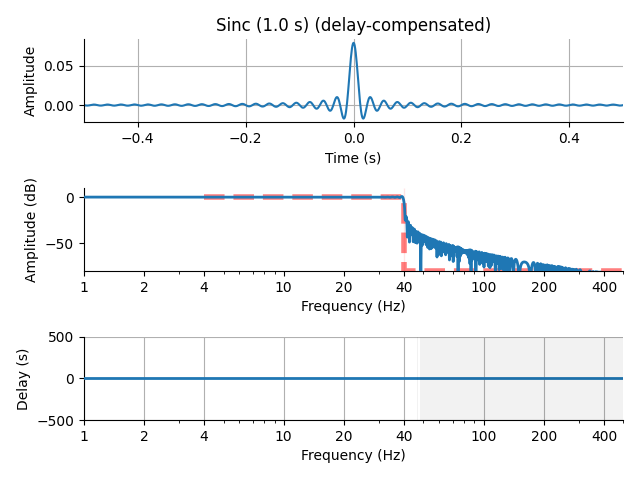 Sinc (1.0 s) (delay-compensated)
Amplitude
0.05
0.00
−0.4 −0.2 0.0 0.2 0.4
Time (s)
Amplitude (dB)
0
−50
1 2 4 10 20 40 100 200 400
Frequency (Hz)
Delay (s)
500
0
−500
1 2 4 10 20 40 100 200 400
Frequency (Hz)